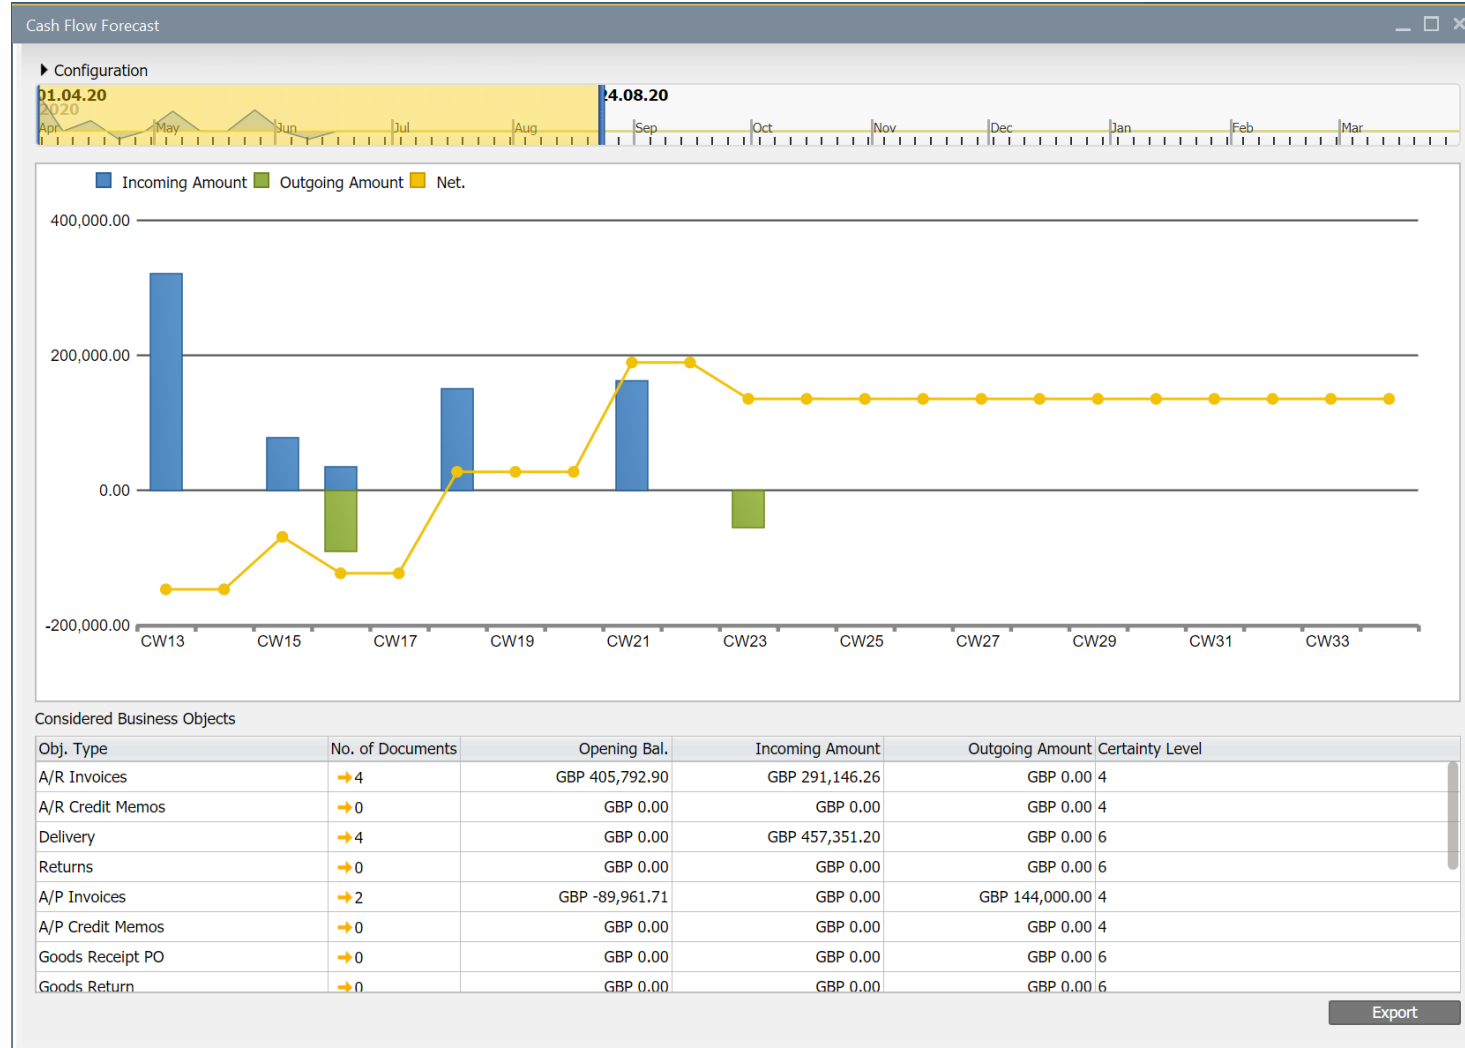 Cash Flow Forecast
Configuration
01.04.20 24.08.20
2020
Apr May Jun Jul Aug Sep Oct Nov Dec Jan Feb Mar
Incoming Amount Outgoing Amount Net.
400,000.00
200,000.00
0.00
-200,000.00
CW13 CW15 CW17 CW19 CW21 CW23 CW25 CW27 CW29 CW31 CW33
Considered Business Objects
Obj. Type No. of Documents Opening Bal. Incoming Amount Outgoing Amount Certainty Level
A/R Invoices 4 GBP 405,792.90 GBP 291,146.26 GBP 0.00 4
A/R Credit Memos 0 GBP 0.00 GBP 0.00 GBP 0.00 4
Delivery 4 GBP 0.00 GBP 457,351.20 GBP 0.00 6
Returns 0 GBP 0.00 GBP 0.00 GBP 0.00 6
A/P Invoices 2 GBP -89,961.71 GBP 0.00 GBP 144,000.00 4
A/P Credit Memos 0 GBP 0.00 GBP 0.00 GBP 0.00 4
Goods Receipt PO 0 GBP 0.00 GBP 0.00 GBP 0.00 6
Goods Return 0 GBP 0.00 GBP 0.00 GBP 0.00 6
Export